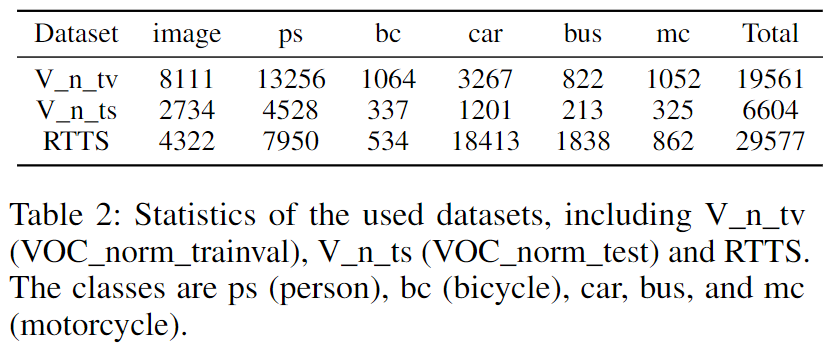 Dataset image ps bc car bus mc Total
V_n_tv 8111 13256 1064 3267 822 1052 19561
V_n_ts 2734 4528 337 1201 213 325 6604
RTTS 4322 7950 534 18413 1838 862 29577
Table 2: Statistics of the used datasets, including V_n_tv
(VOC_norm_trainval), V_n_ts (VOC_norm_test) and RTTS.
The classes are ps (person), bc (bicycle), car, bus, and mc
(motorcycle).